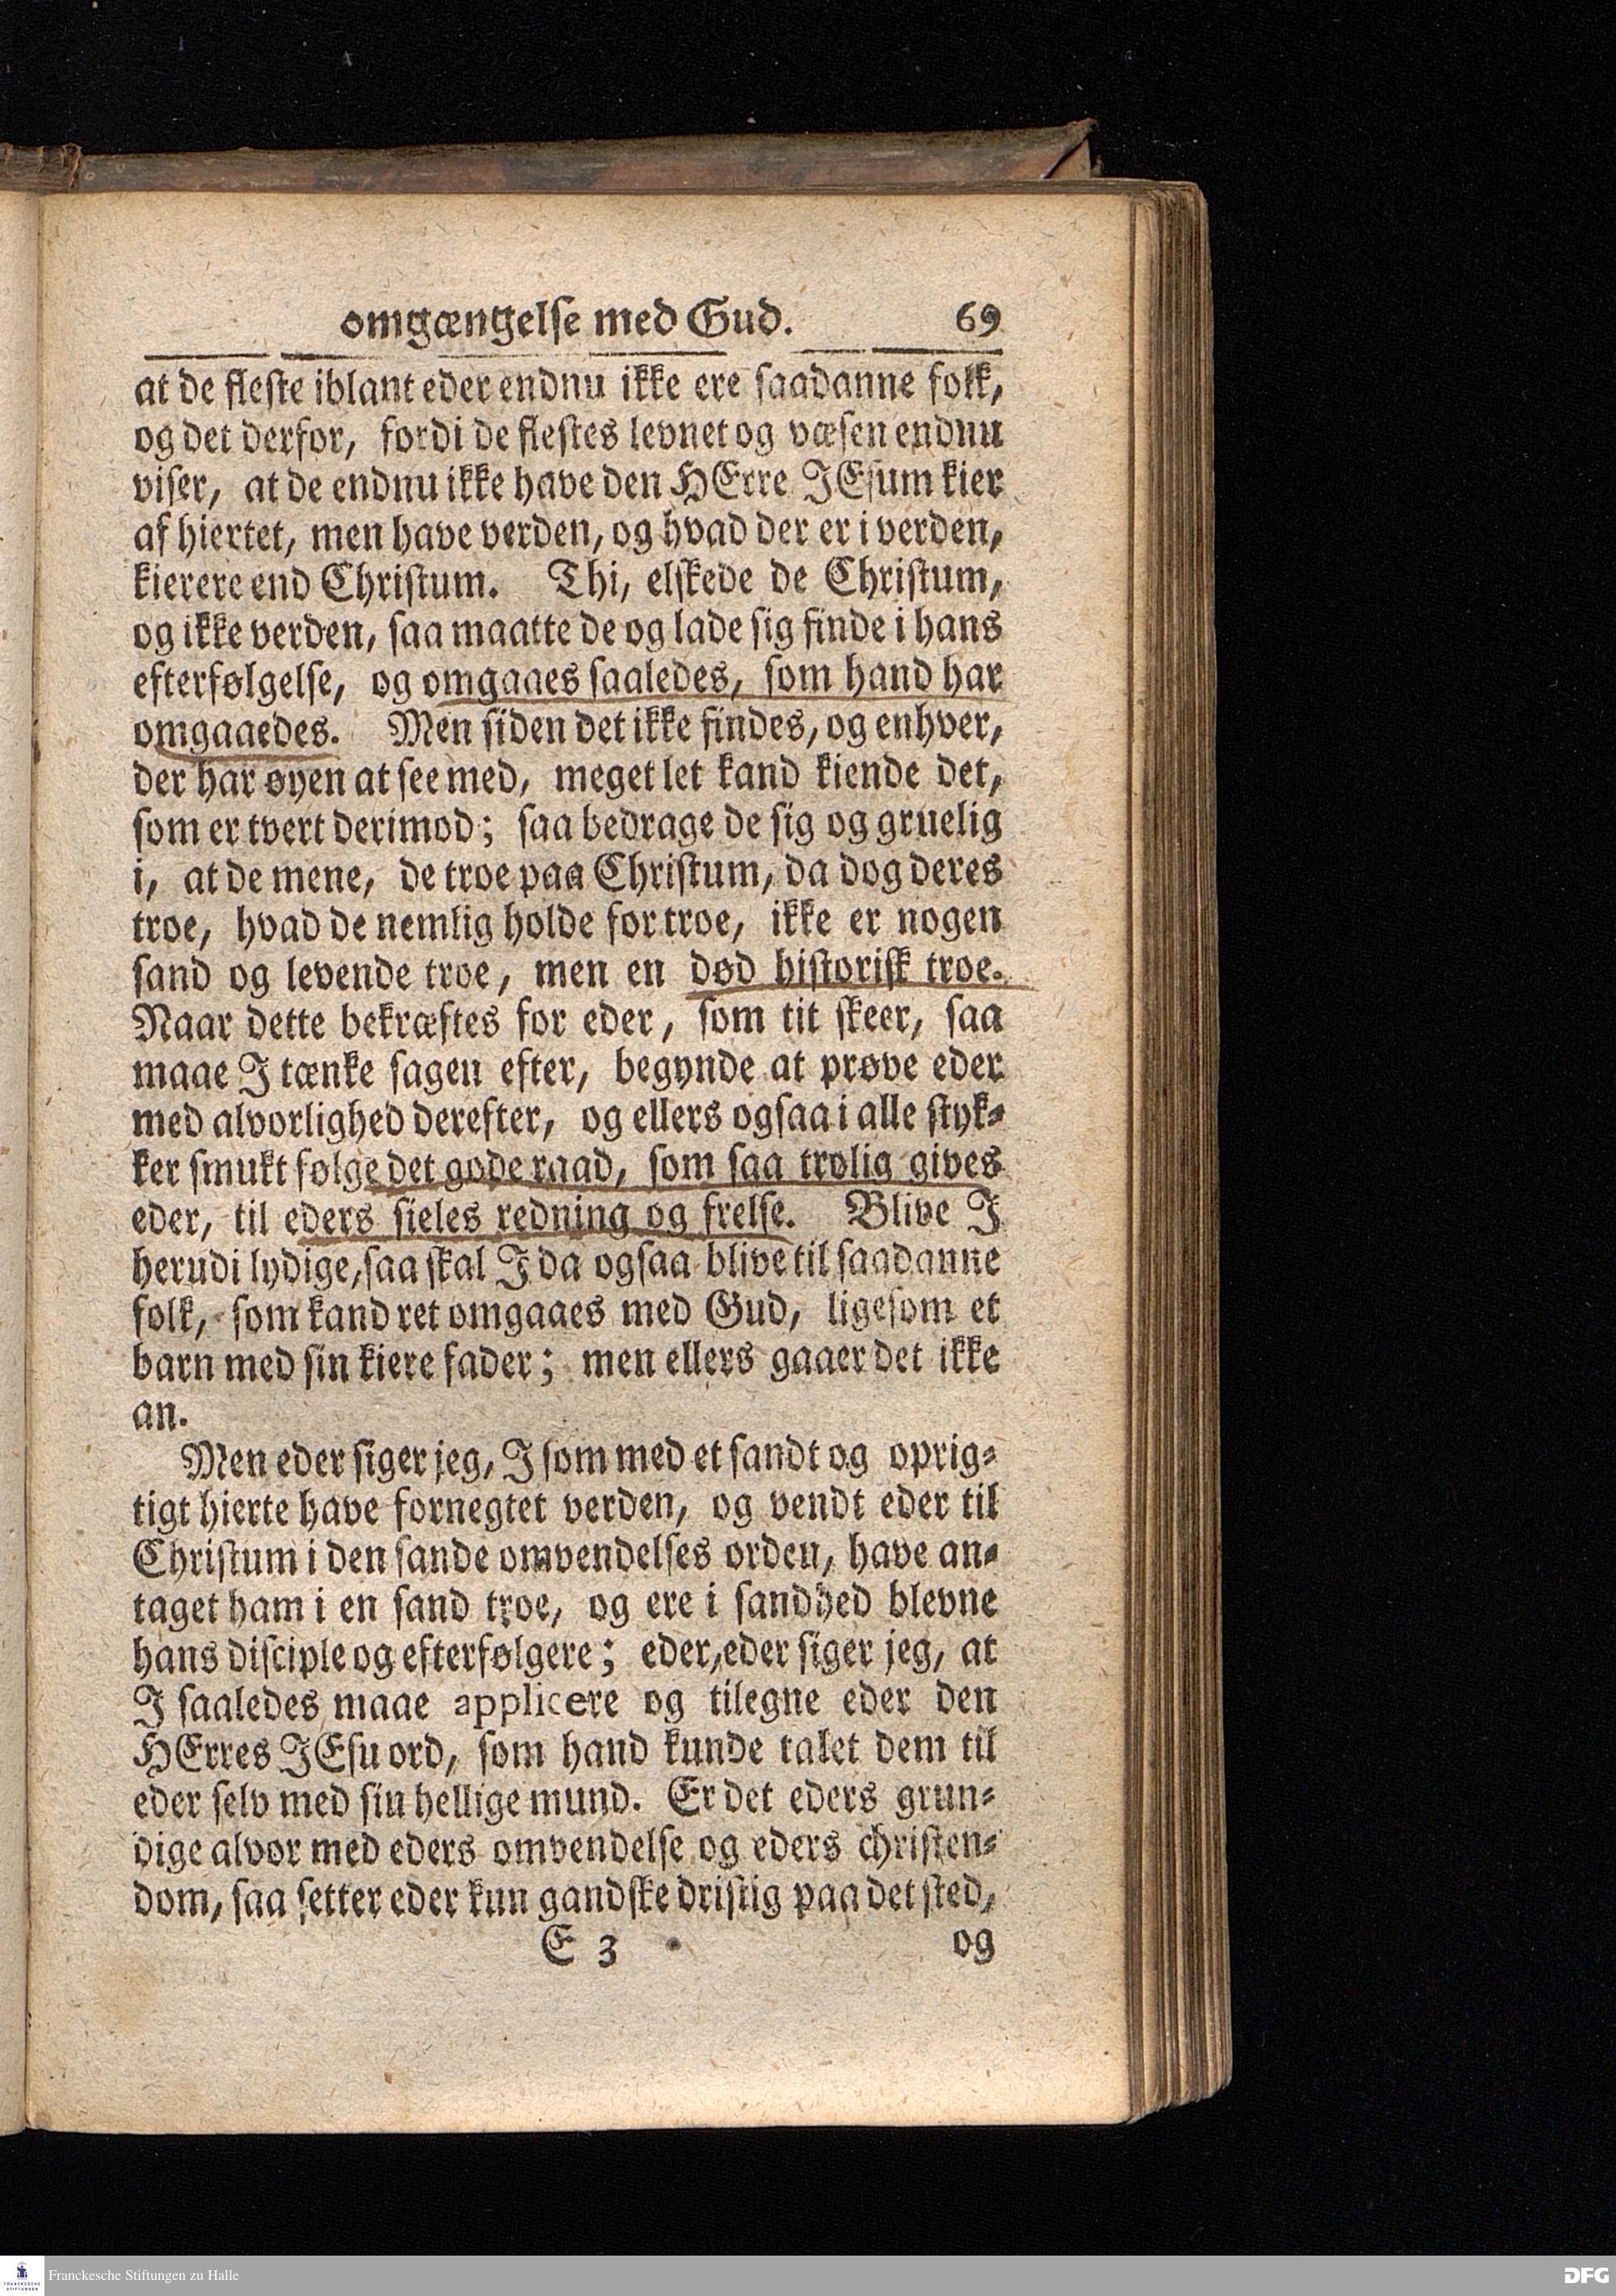 omgængelse med Gud. 69
at de fleste iblant eder endnu ikke ere saadanne folk,
og det derfor, fordi de flestes levnet og væsen endnu
viser, at de endnu ikke have den HErre JEsum kier
af hiertet, men have verden, og hvad der er i verden,
kierere end Christum. Thi, elskede de Christum,
og ikke verden, saa maatte de og lade sig finde i hans
efterfølgelse, og omgaaes saaledes, som hand har
omgaaedes. Men siden det ikke findes, og enhver,
der har øyen at see med, meget let kand kiende det,
som er tvert derimod; saa bedrage de sig og gruelig
i, at de mene, de troe paa Christum, da dog deres
troe, hvad de nemlig holde for troe, ikke er nogen
sand og levende troe, men en død historisk troe.
Naar dette bekræftes for eder, som tit skeer, saa
maae I tænke sagen efter, begynde at prøve eder
med alvorlighed derefter, og ellers ogsaa i alle styk-
ker smukt følge det gode raad, som saa trolig gives
eder, til eders sieles redning og frelse. Blive I
herudi lydige, saa skal I da ogsaa blive til saadanne
folk, som kand ret omgaaes med Gud, ligesom et
barn med sin kiere fader; men ellers gaaer det ikke
an.
Men eder siger jeg, I som med et sandt og oprig-
tigt hierte have fornegtet verden, og vendt eder til
Christum i den sande omvendelses orden, have an-
taget ham i en sand troe, og ere i sandhed blevne
hans disciple og efterfølgere; eder, eder siger jeg, at
I saaledes maae applicere og tilegne eder den
HErres JEsu ord, som hand kunde talet dem til
eder selv med sin hellige mund. Er det eders grun-
dige alvor med eders omvendelse og eders christen-
dom, saa setter eder kun gandske dristig paa det sted,
E 3 og
Franckesche Stiftungen zu Halle
FRANCKESCHE
STIFTUNGEN
DFG